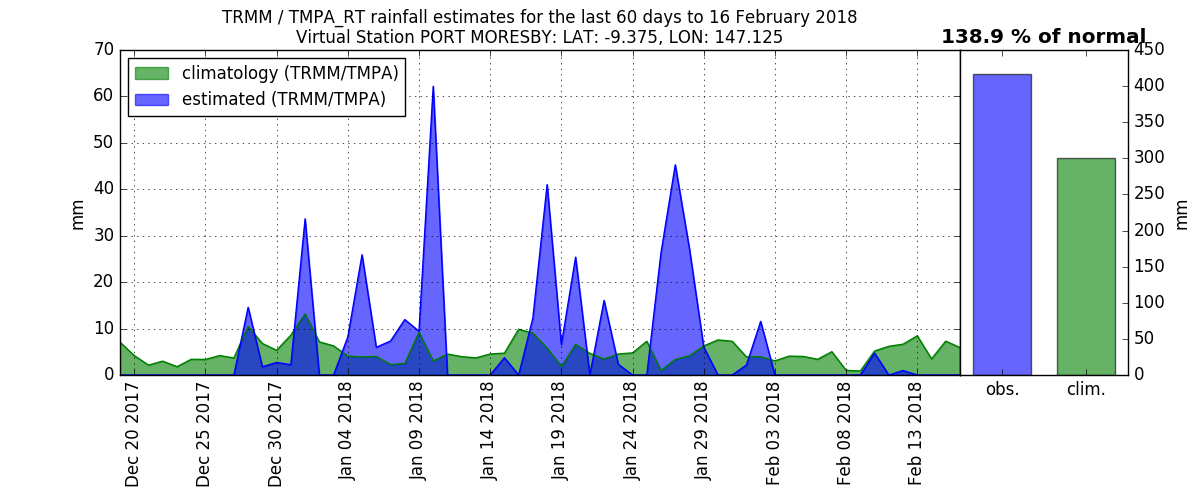 TRMM / TMPA_RT rainfall estimates for the last 60 days to 16 February 2018
Virtual Station PORT MORESBY: LAT: -9.375, LON: 147.125
138.9 % of normal
climatology (TRMM/TMPA)
estimated (TRMM/TMPA)
mm
70
60
50
40
30
20
10
0
Dec 20 2017
Dec 25 2017
Dec 30 2017
Jan 04 2018
Jan 09 2018
Jan 14 2018
Jan 19 2018
Jan 24 2018
Jan 29 2018
Feb 03 2018
Feb 08 2018
Feb 13 2018
obs.
clim.
450
400
350
300
250
200
150
100
50
0
mm